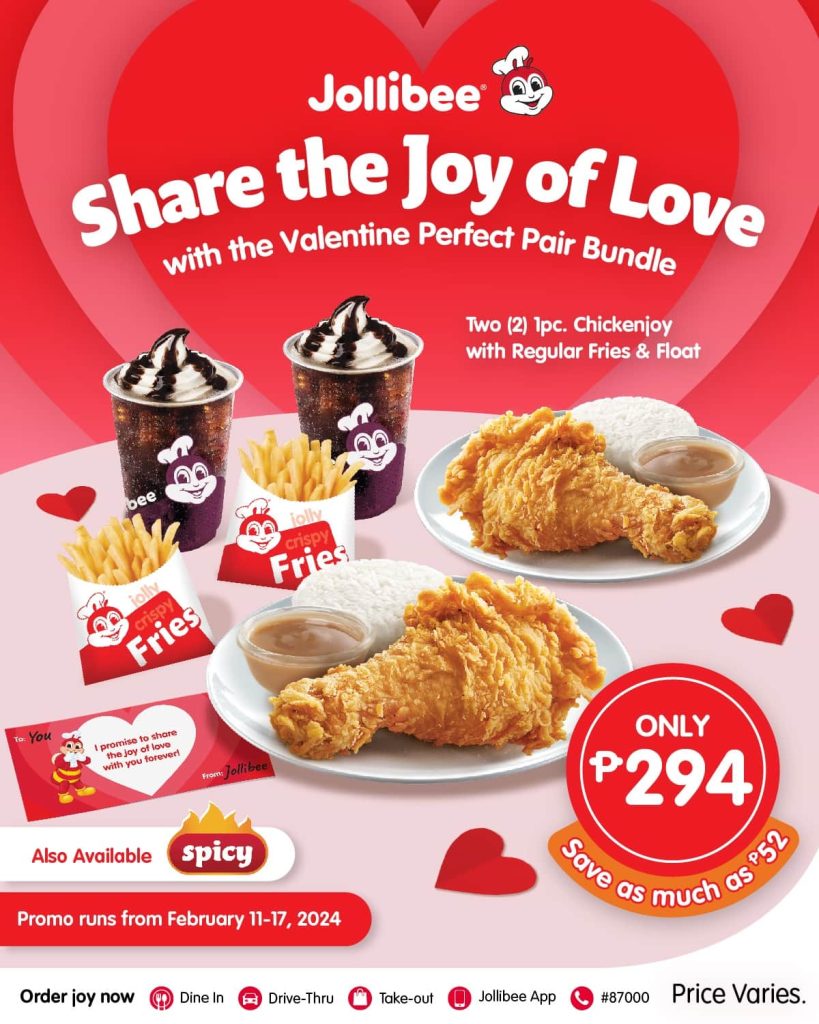 Jollibee®
Share the Joy of Love
with the Valentine Perfect Pair Bundle
Two (2) 1pc. Chickenjoy
with Regular Fries & Float
bee
jolly
crispy
Fries
jolly
crispy
Fries
To: You
I promise to share
the joy of love
with you forever!
From: Jollibee
ONLY
₱294
Save as much as ₱52
Also Available spicy
Promo runs from February 11-17, 2024
Order joy now Dine In Drive-Thru Take-out Jollibee App #87000 Price Varies.